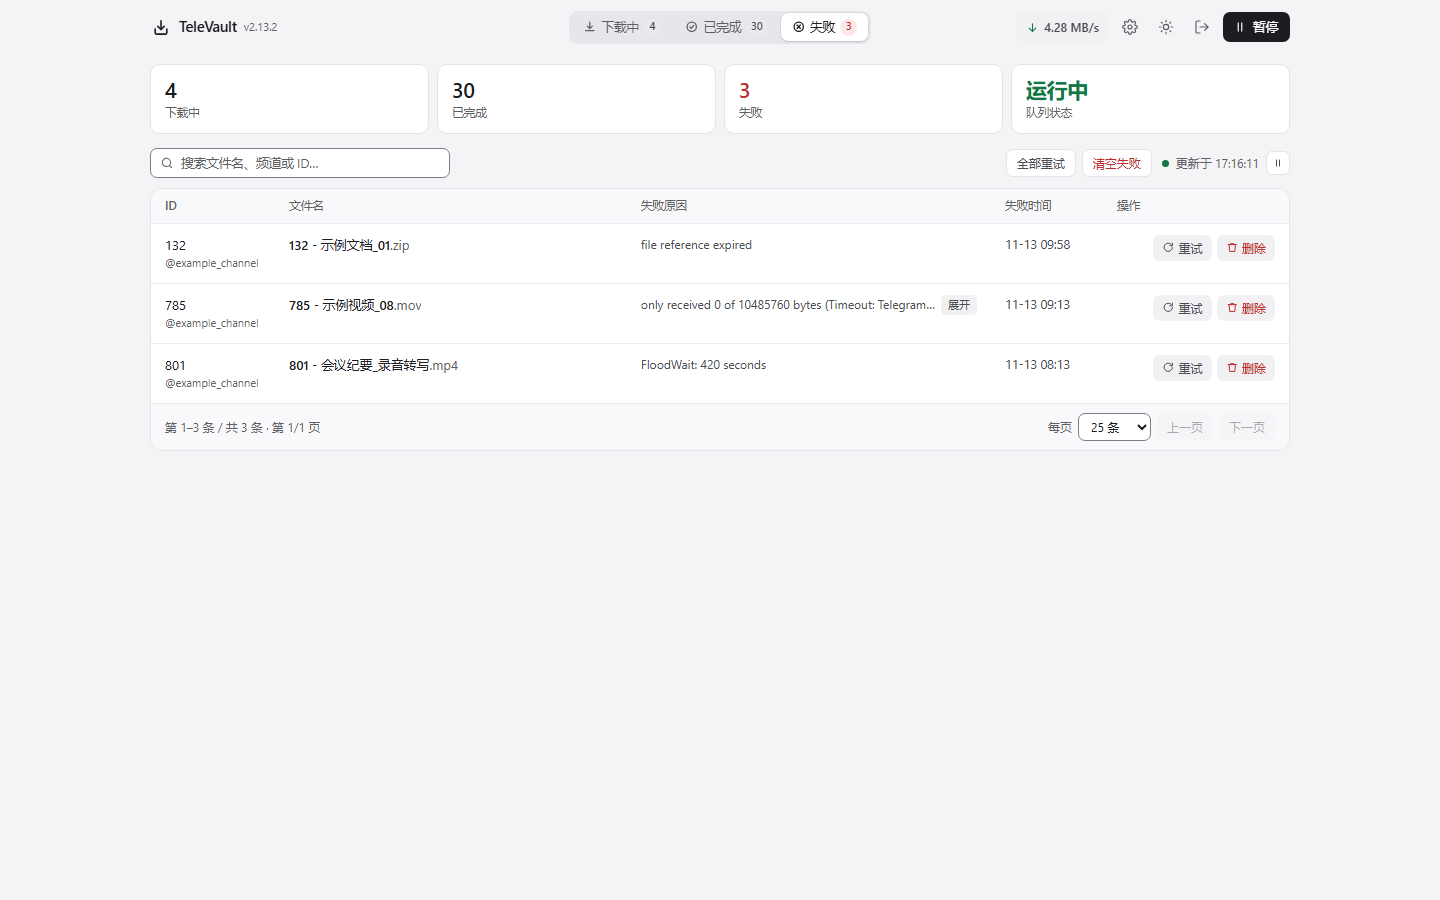 TeleVault v2.13.2
下载中 4 已完成 30 失败 3
4.28 MB/s 暂停
4
下载中
30
已完成
3
失败
运行中
队列状态
搜索文件名、频道或 ID...
全部重试 清空失败 更新于 17:16:11
ID 文件名 失败原因 失败时间 操作
132
@example_channel
132 - 示例文档_01.zip
file reference expired
11-13 09:58
重试 删除
785
@example_channel
785 - 示例视频_08.mov
only received 0 of 10485760 bytes (Timeout: Telegram... 展开
11-13 09:13
重试 删除
801
@example_channel
801 - 会议纪要_录音转写.mp4
FloodWait: 420 seconds
11-13 08:13
重试 删除
第 1–3 条 / 共 3 条 · 第 1/1 页
每页 25 条 上一页 下一页